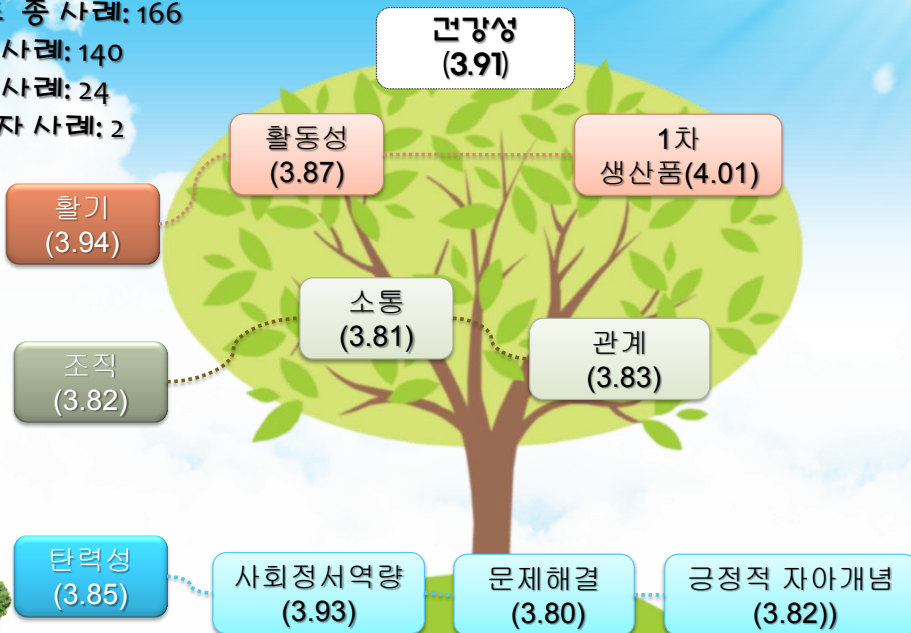 종 사례: 166
사례: 140
사례: 24
자 사례: 2
건강성
(3.91)
활동성
(3.87)
1차
생산품(4.01)
활기
(3.94)
소통
(3.81)
관계
(3.83)
조직
(3.82)
탄력성
(3.85)
사회정서역량
(3.93)
문제해결
(3.80)
긍정적 자아개념
(3.82))